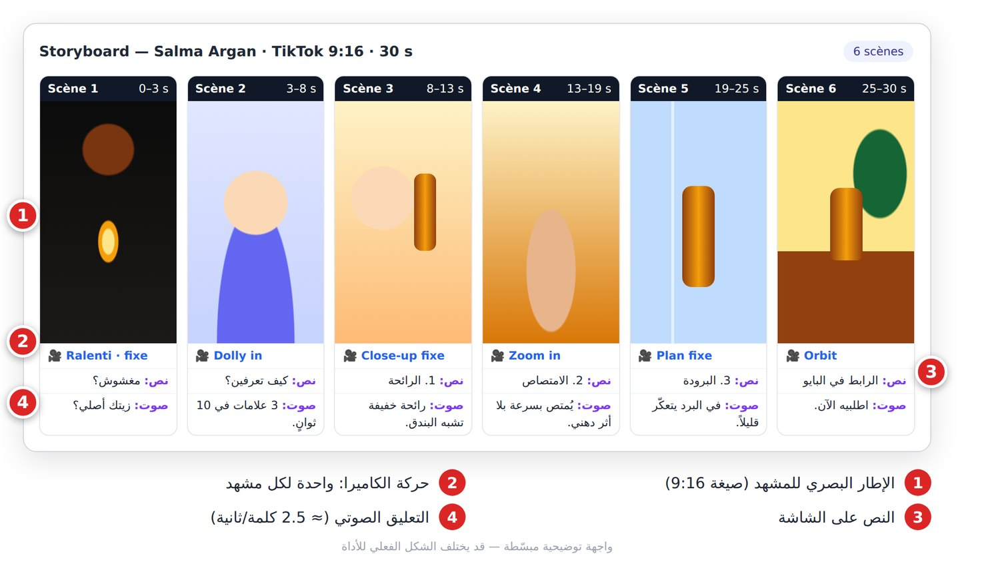 Storyboard — Salma Argan · TikTok 9:16 · 30 s
6 scènes
Scène 1 0–3 s
🎥 Ralenti · fixe
نص: مغشوش؟
صوت: زيتك أصلي؟
Scène 2 3–8 s
🎥 Dolly in
نص: كيف تعرفين؟
صوت: 3 علامات في 10
ثوانٍ.
Scène 3 8–13 s
🎥 Close-up fixe
نص: 1. الرائحة
صوت: رائحة خفيفة
تشبه البندق.
Scène 4 13–19 s
🎥 Zoom in
نص: 2. الامتصاص
صوت: يُمتص بسرعة بلا
أثر دهني.
Scène 5 19–25 s
🎥 Plan fixe
نص: 3. البرودة
صوت: في البرد يتعكّر
قليلاً.
Scène 6 25–30 s
🎥 Orbit
نص: الرابط في البايو
صوت: اطلبيه الآن.
1
2
3
4
1 الإطار البصري للمشهد (صيغة 9:16)
2 حركة الكاميرا: واحدة لكل مشهد
3 النص على الشاشة
4 التعليق الصوتي (≈ 2.5 كلمة/ثانية)
واجهة توضيحية مبسّطة — قد يختلف الشكل الفعلي للأداة